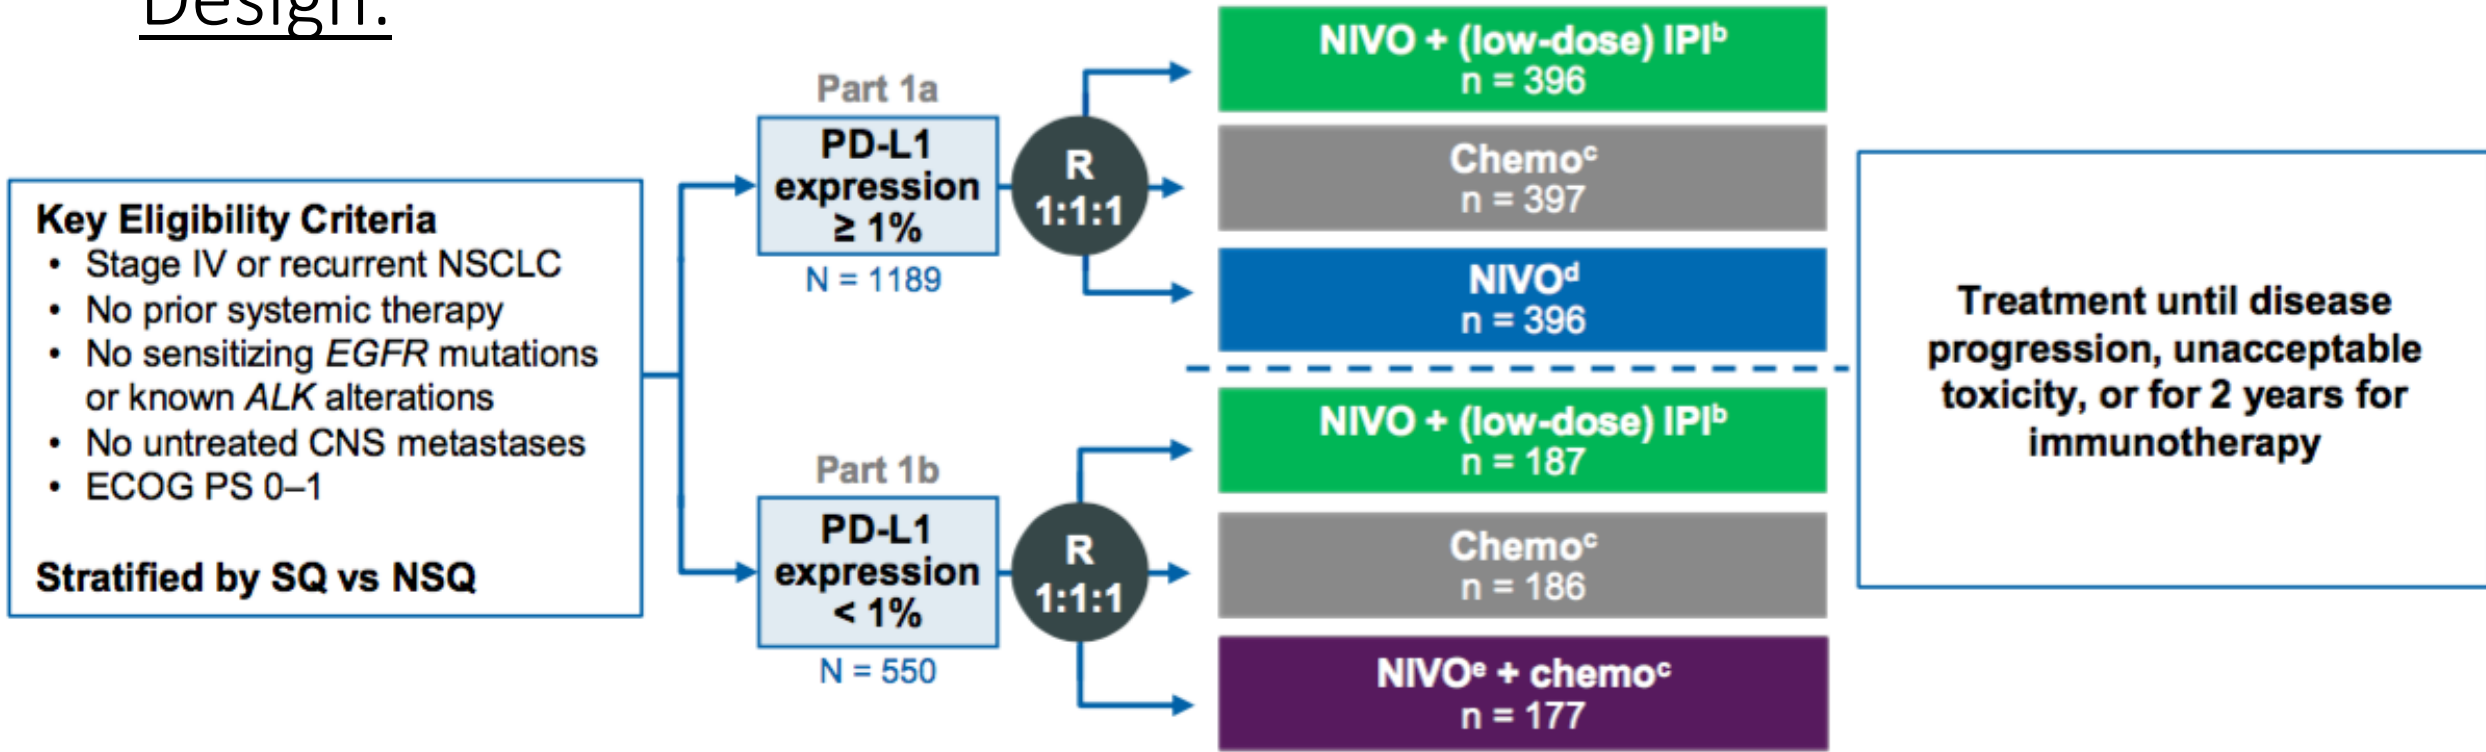 Design:
Key Eligibility Criteria
• Stage IV or recurrent NSCLC
• No prior systemic therapy
• No sensitizing EGFR mutations
or known ALK alterations
• No untreated CNS metastases
• ECOG PS 0–1
Stratified by SQ vs NSQ
Part 1a
PD-L1
expression
≥ 1%
N = 1189
R
1:1:1
NIVO + (low-dose) IPIᵇ
n = 396
Chemoᶜ
n = 397
NIVOᵈ
n = 396
Part 1b
PD-L1
expression
< 1%
N = 550
R
1:1:1
NIVO + (low-dose) IPIᵇ
n = 187
Chemoᶜ
n = 186
NIVOᵉ + chemoᶜ
n = 177
Treatment until disease
progression, unacceptable
toxicity, or for 2 years for
immunotherapy